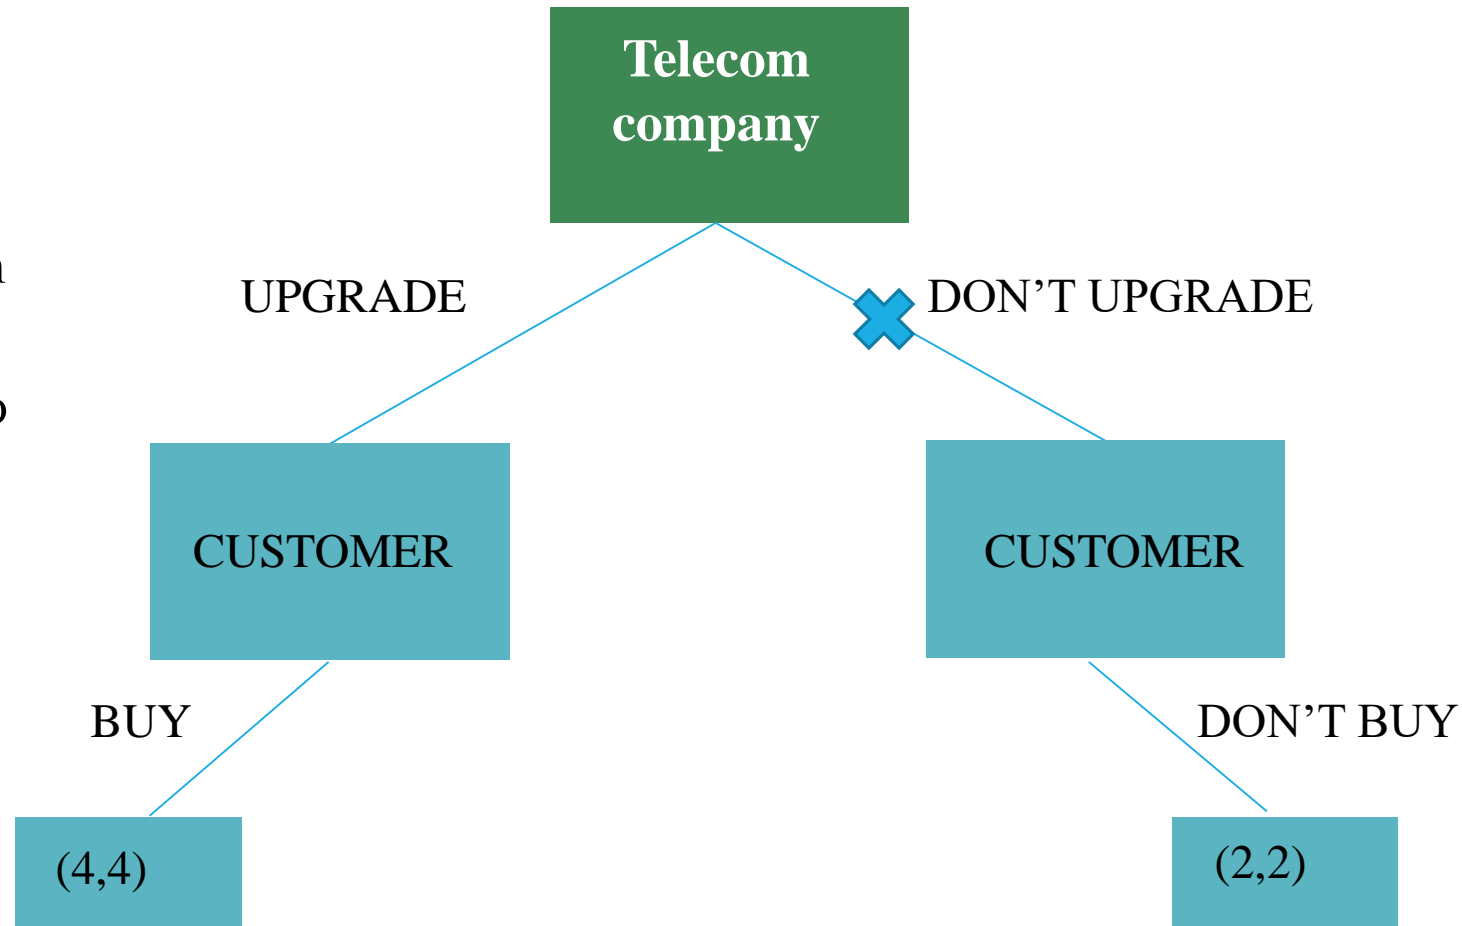 Telecom
company
UPGRADE
DON’T UPGRADE
CUSTOMER
CUSTOMER
BUY
DON’T BUY
(4,4)
(2,2)